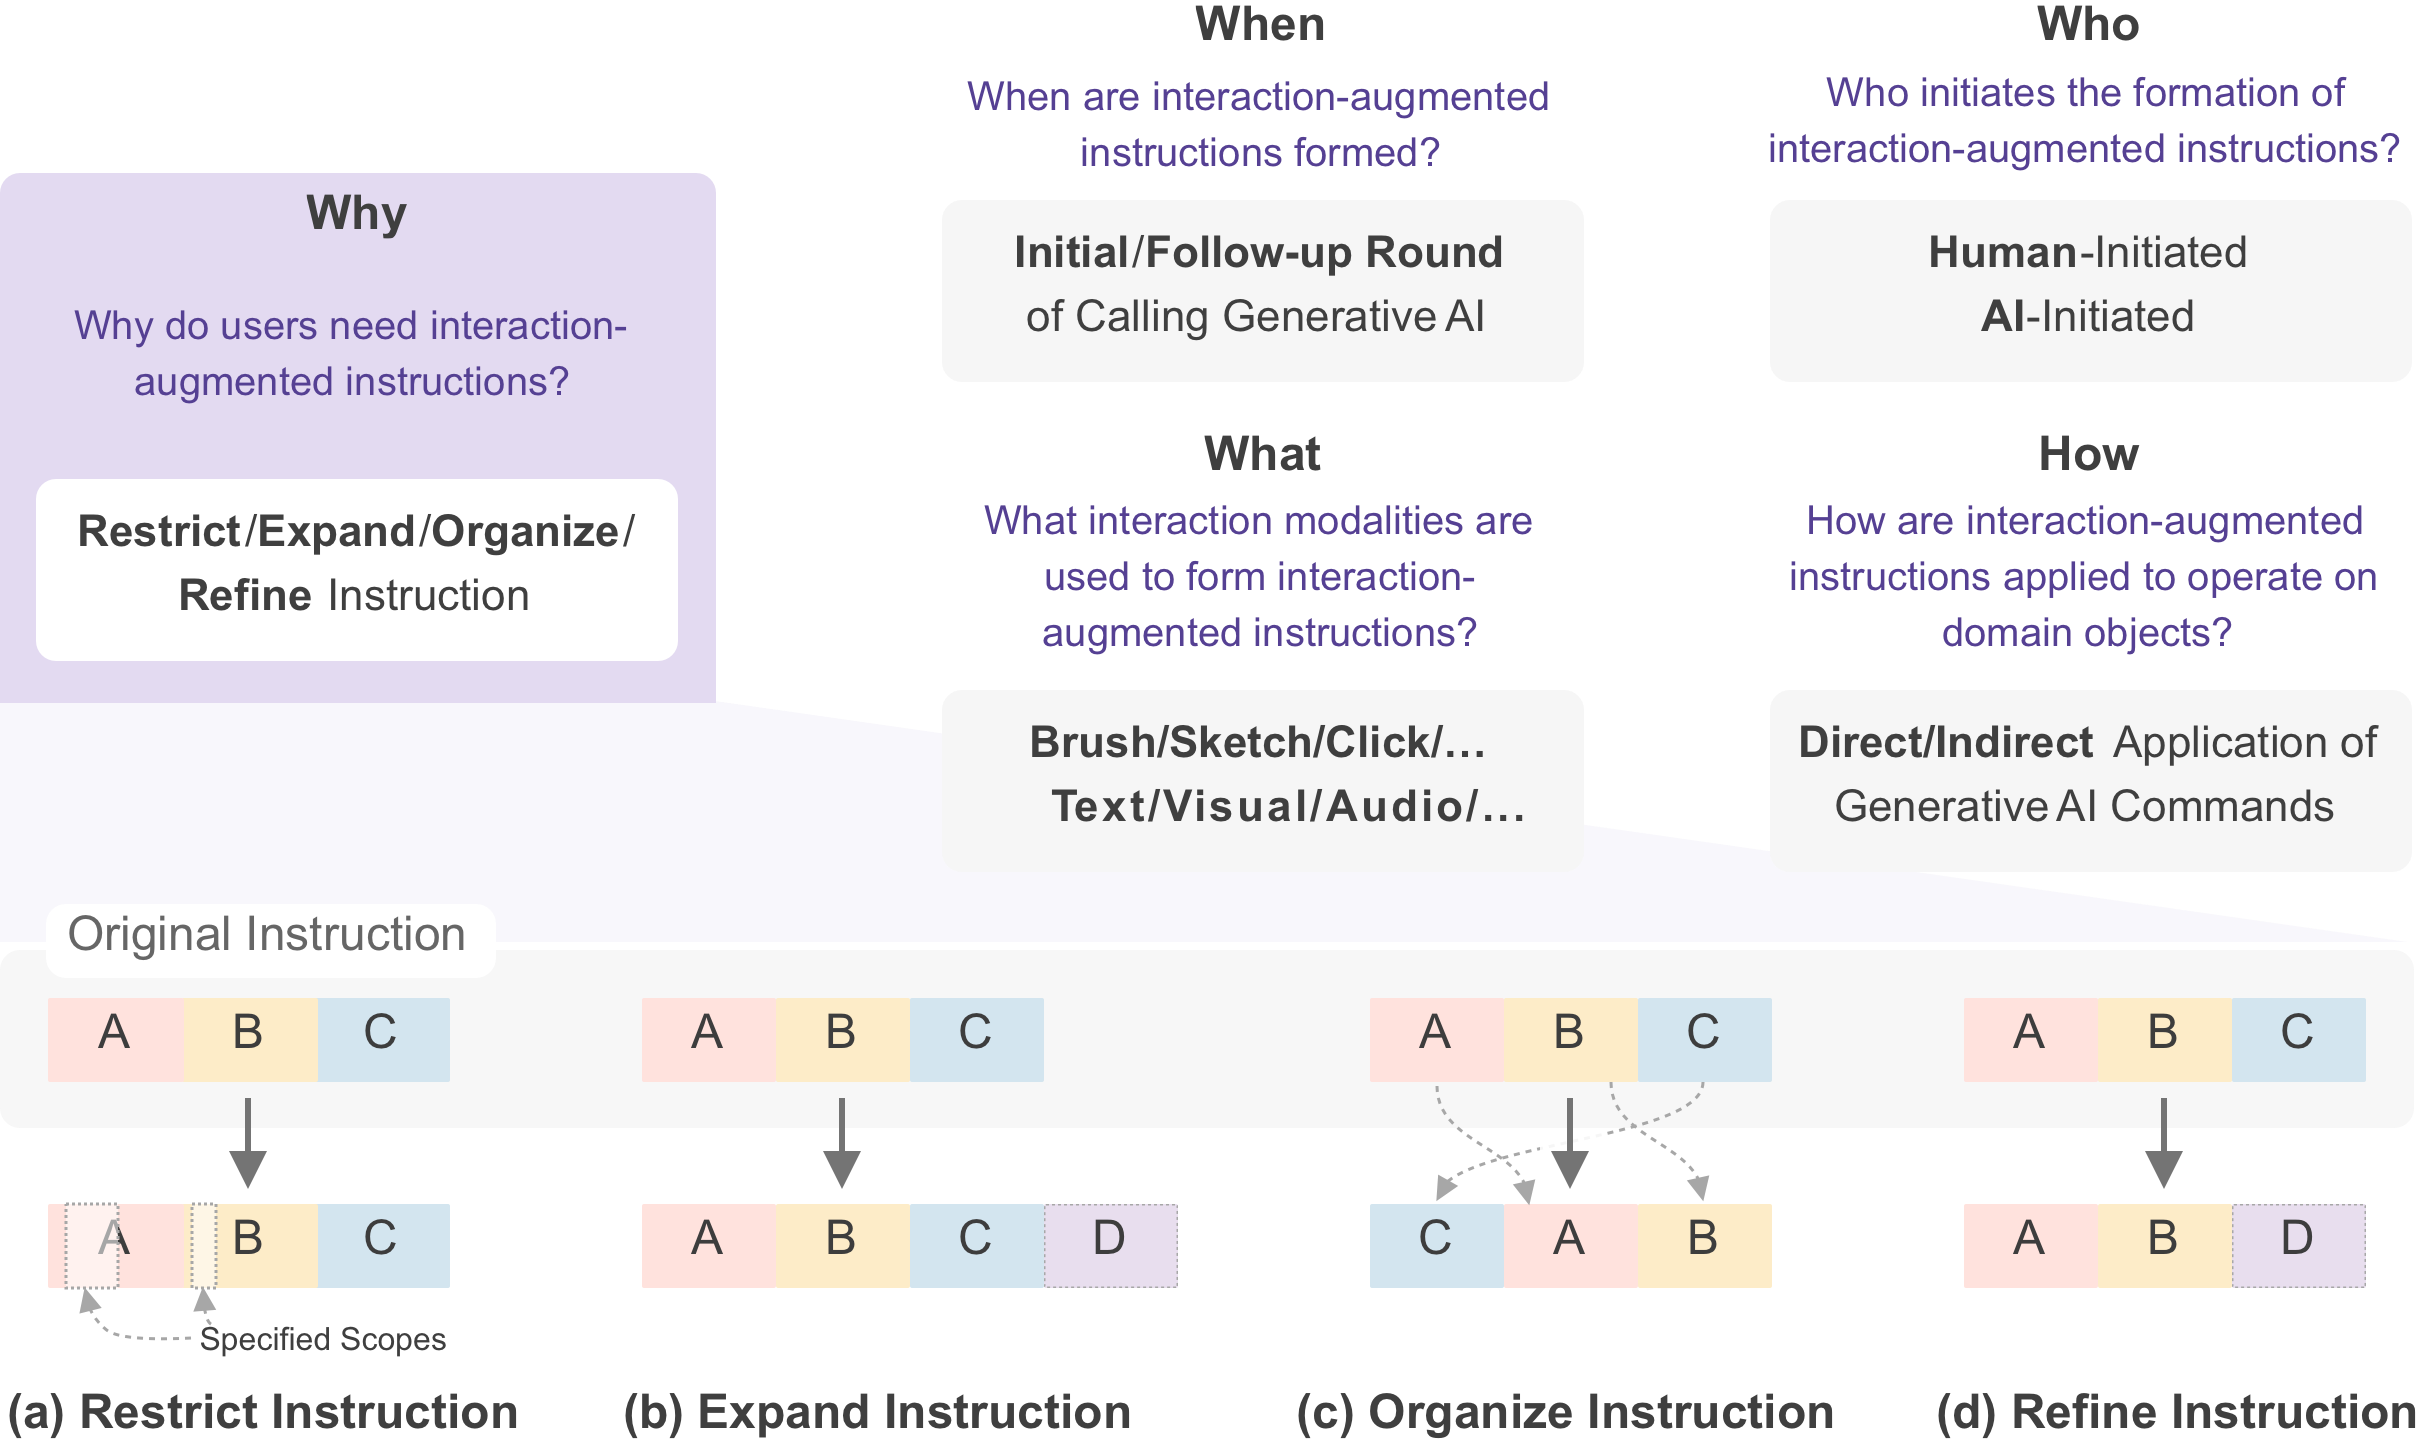 Why
Why do users need interaction-
augmented instructions?
Restrict/Expand/Organize/
Refine Instruction
When
When are interaction-augmented
instructions formed?
Initial/Follow-up Round
of Calling Generative AI
Who
Who initiates the formation of
interaction-augmented instructions?
Human-Initiated
AI-Initiated
What
What interaction modalities are
used to form interaction-
augmented instructions?
Brush/Sketch/Click/...
Text/Visual/Audio/...
How
How are interaction-augmented
instructions applied to operate on
domain objects?
Direct/Indirect Application of
Generative AI Commands
Original Instruction
A B C
A B C
Specified Scopes
(a) Restrict Instruction
A B C
A B C D
(b) Expand Instruction
A B C
C A B
(c) Organize Instruction
A B C
A B D
(d) Refine Instruction